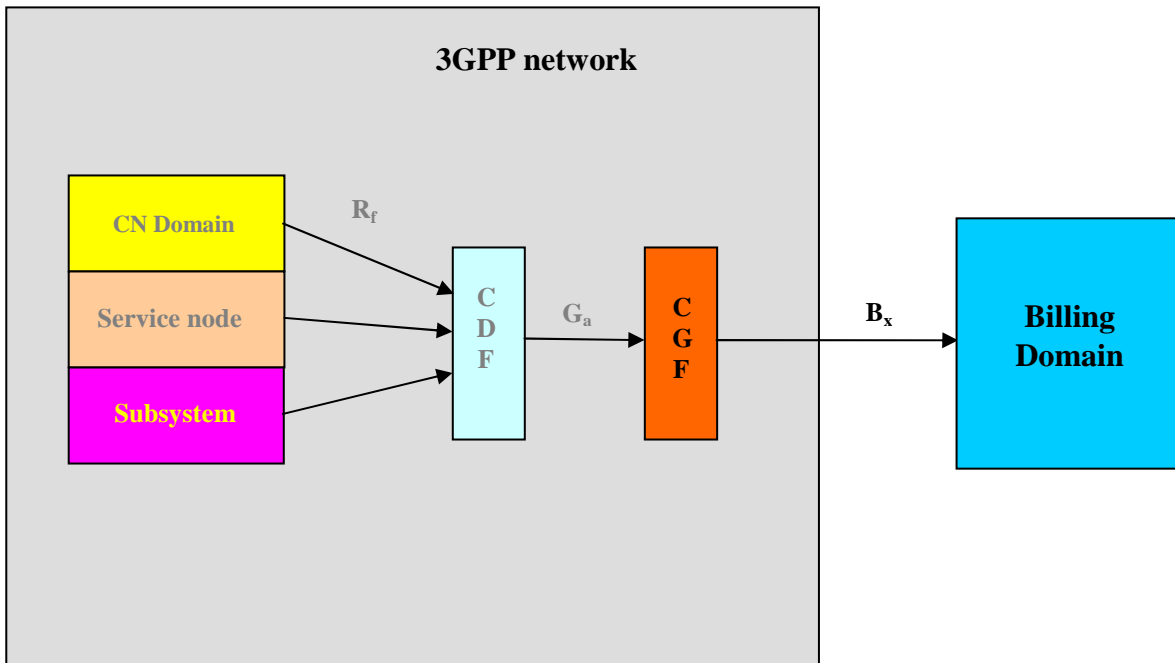 3GPP network
CN Domain
Service node
Subsystem
Rf
C
D
F
Ga
C
G
F
Bx
Billing
Domain